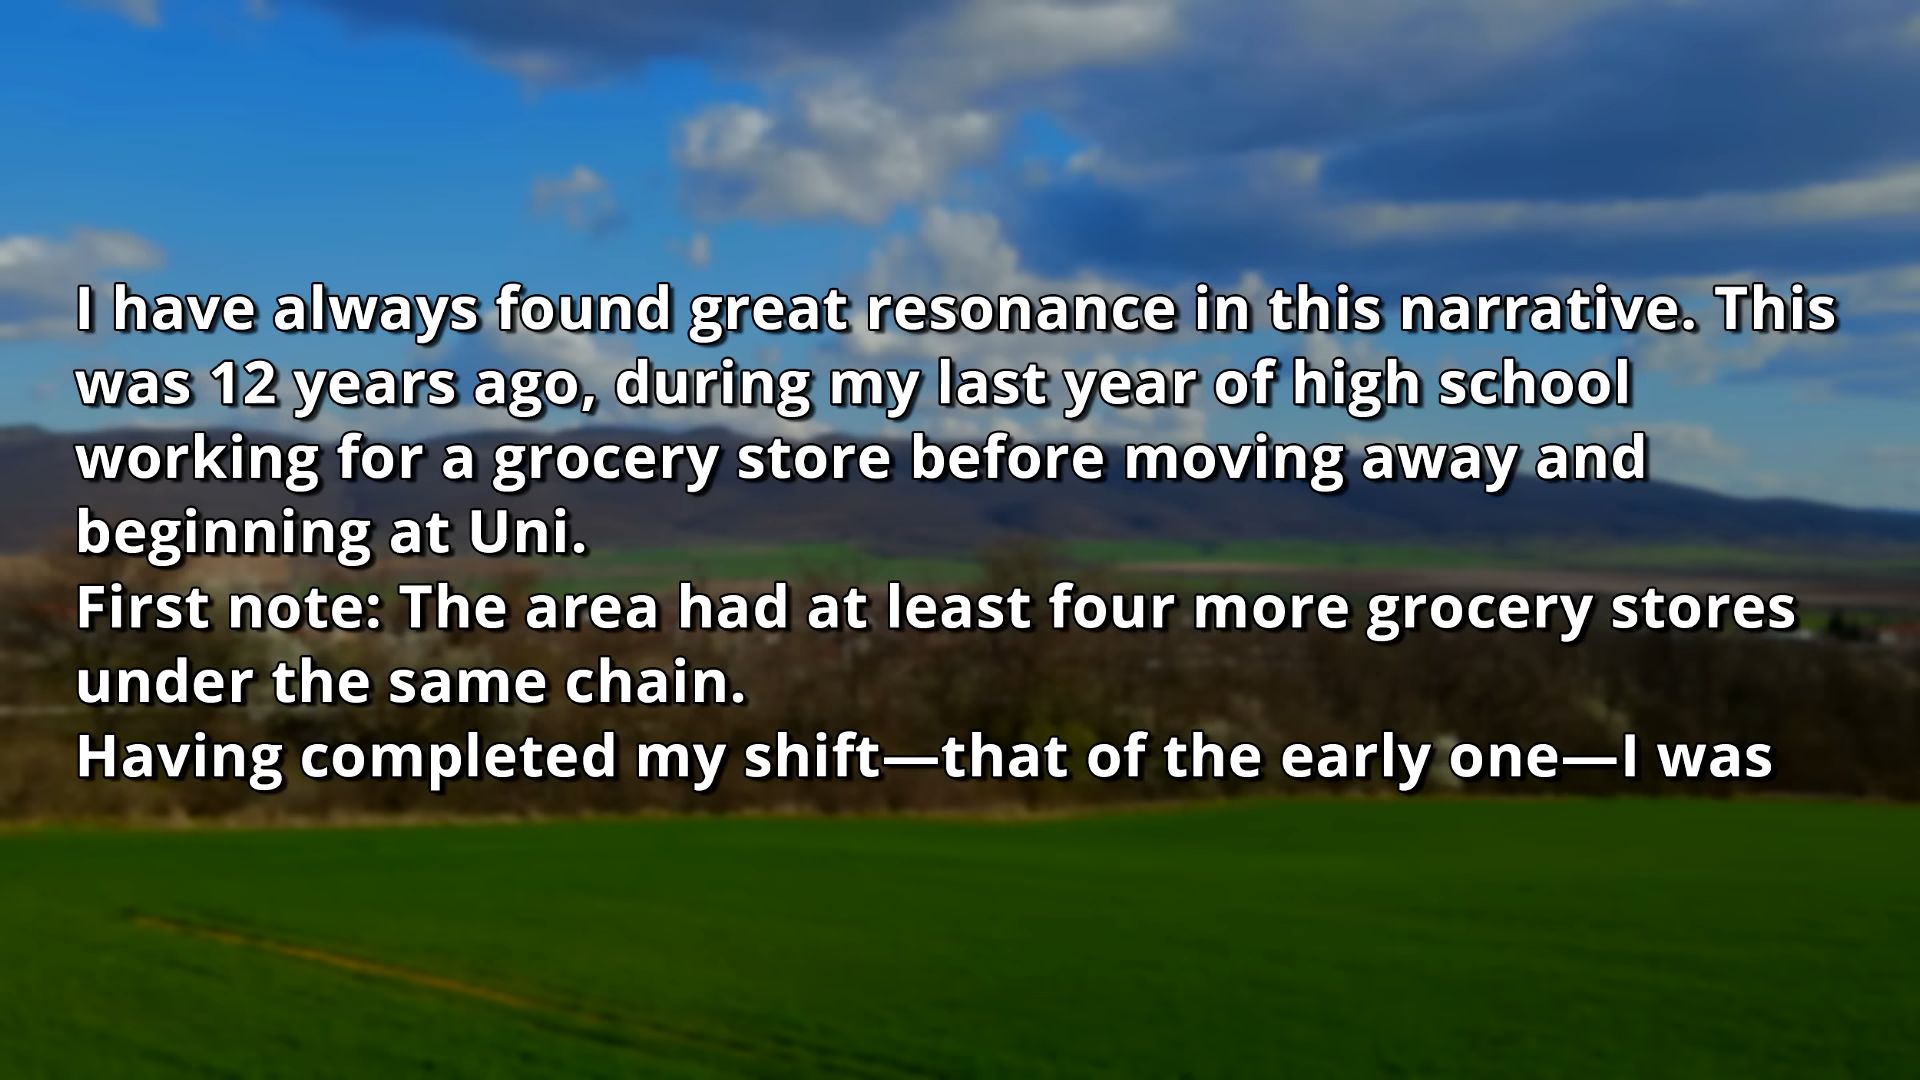 I have always found great resonance in this narrative. This
was 12 years ago, during my last year of high school
working for a grocery store before moving away and
beginning at Uni.
First note: The area had at least four more grocery stores
under the same chain.
Having completed my shift—that of the early one—I was